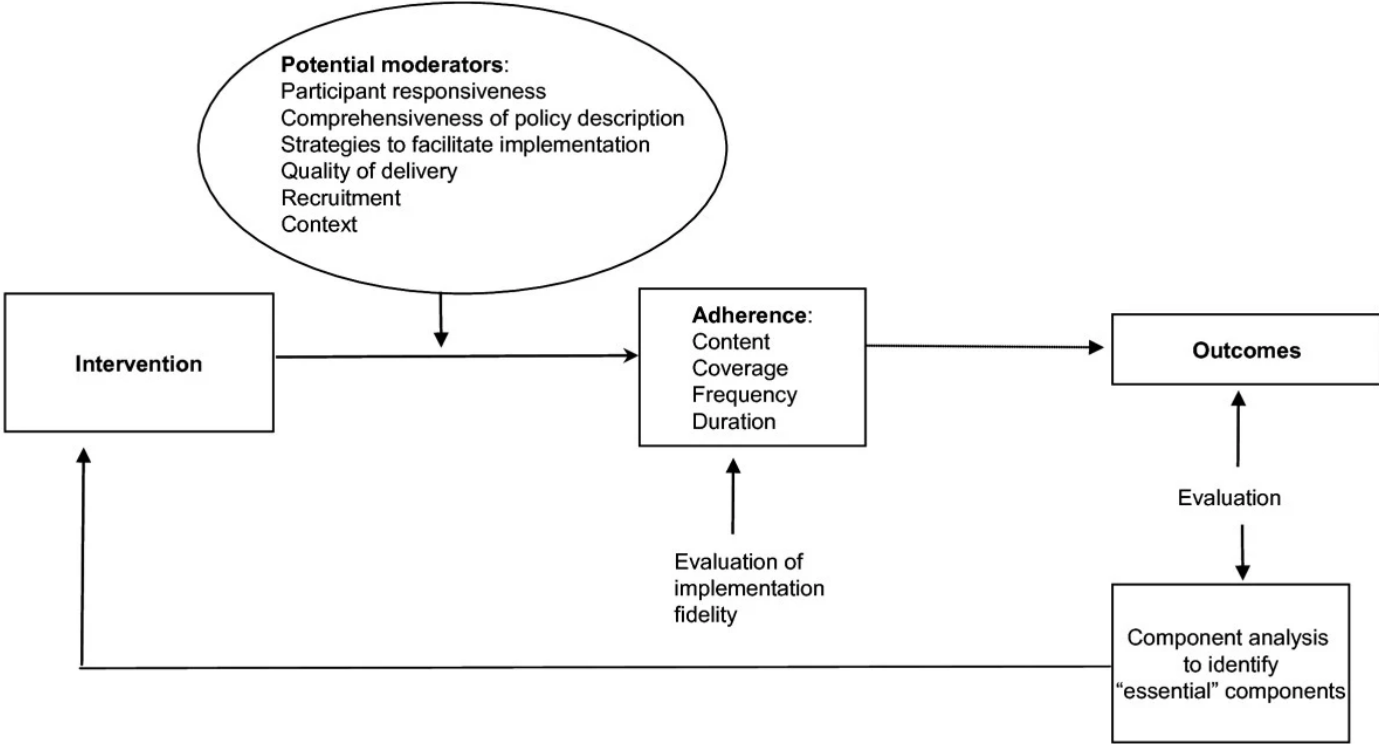 Potential moderators:
Participant responsiveness
Comprehensiveness of policy description
Strategies to facilitate implementation
Quality of delivery
Recruitment
Context
Intervention
Adherence:
Content
Coverage
Frequency
Duration
Outcomes
Evaluation
Evaluation of
implementation
fidelity
Component analysis
to identify
“essential” components